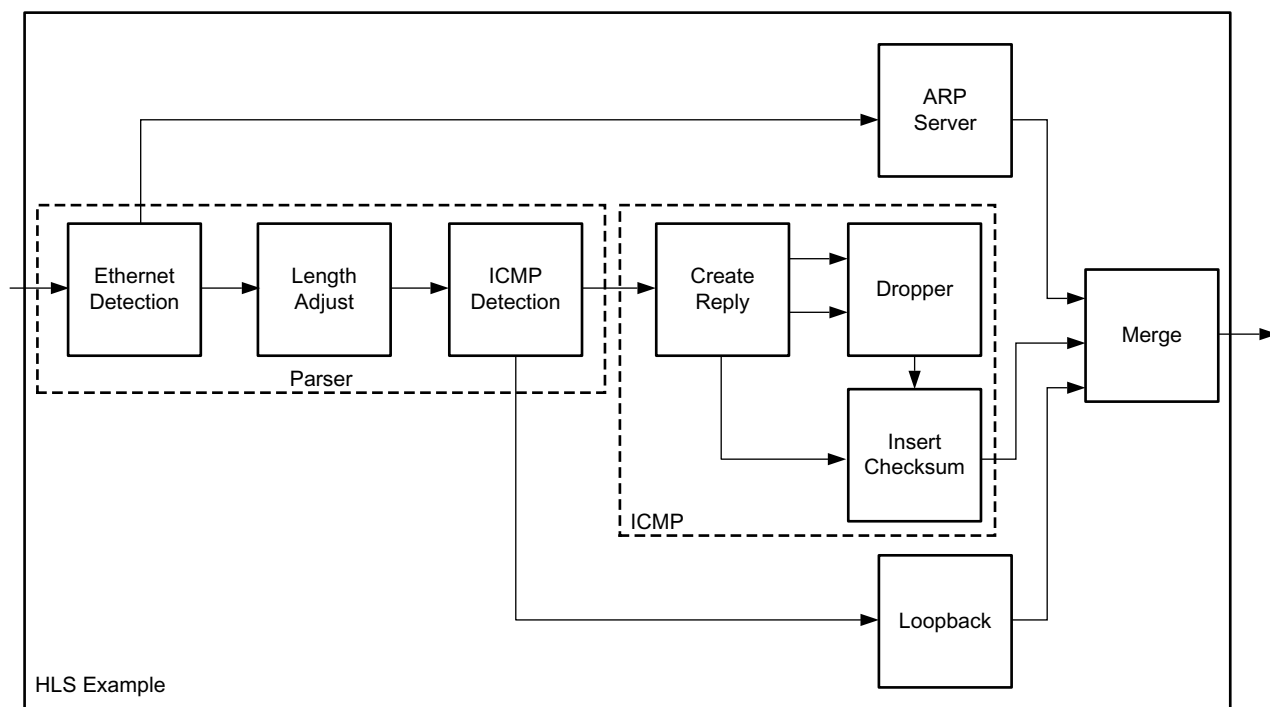 ARP
Server
Ethernet
Detection
Length
Adjust
ICMP
Detection
Parser
Create
Reply
Dropper
Insert
Checksum
ICMP
Merge
Loopback
HLS Example